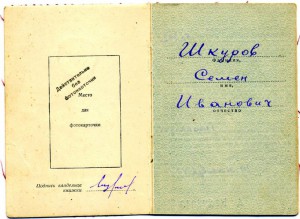 Действительно
без
фотокарточки
Место
для
фотокарточки
Подпись владельца
книжки
Шкуров
фамилия,
Семен
имя,
Иванович
отчество